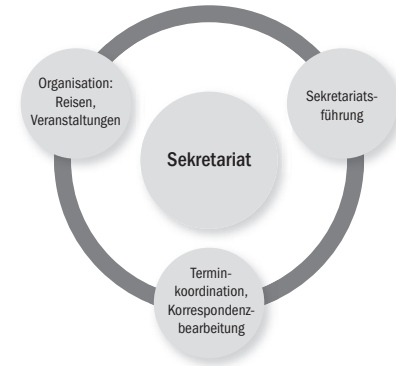 Organisation:
Reisen,
Veranstaltungen
Sekretariats-
führung
Sekretariat
Termin-
koordination,
Korrespondenz-
bearbeitung